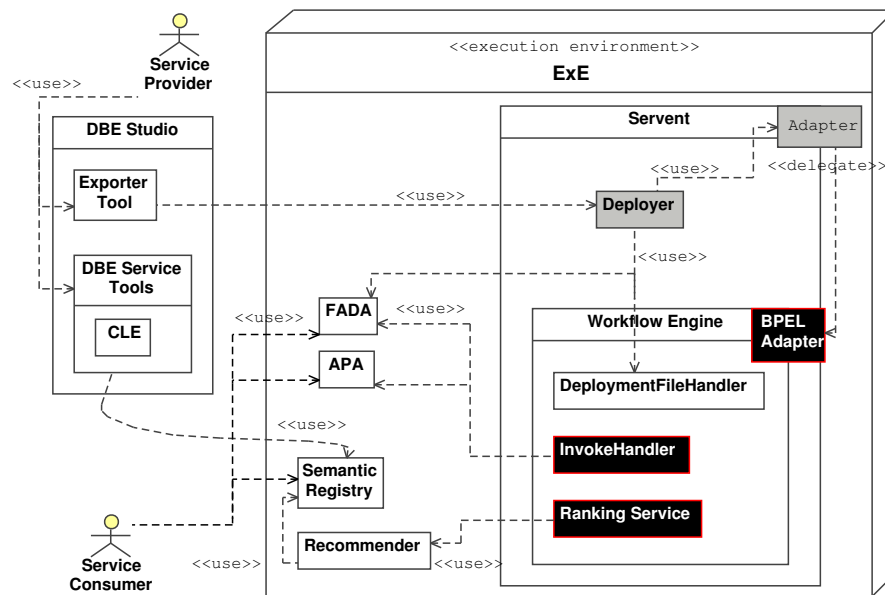 <<execution environment>>
ExE
Service
Provider
<<use>>
DBE Studio
Servent
Adapter
<<use>>
<<delegate>>
Exporter
Tool
<<use>>
Deployer
<<use>>
DBE Service
Tools
CLE
<<use>>
FADA
<<use>>
Workflow Engine
BPEL
Adapter
APA
DeploymentFileHandler
<<use>>
InvokeHandler
Semantic
Registry
Ranking Service
Recommender
Service
Consumer
<<use>>
<<use>>